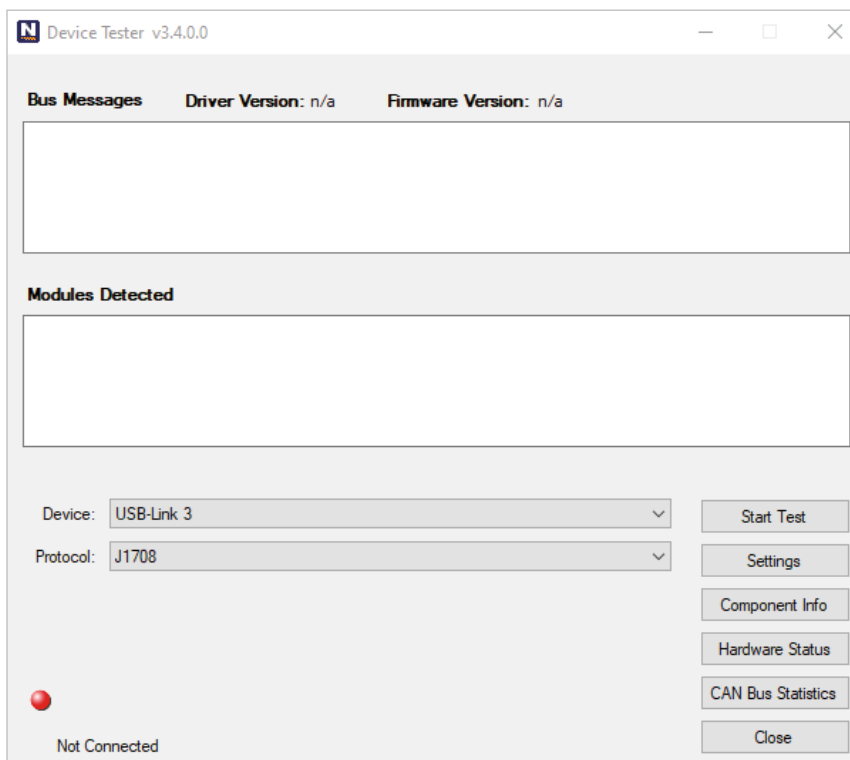 N Device Tester v3.4.0.0
Bus Messages Driver Version: n/a Firmware Version: n/a
Modules Detected
Device: USB-Link 3
Start Test
Protocol: J1708
Settings
Component Info
Hardware Status
CAN Bus Statistics
Close
Not Connected